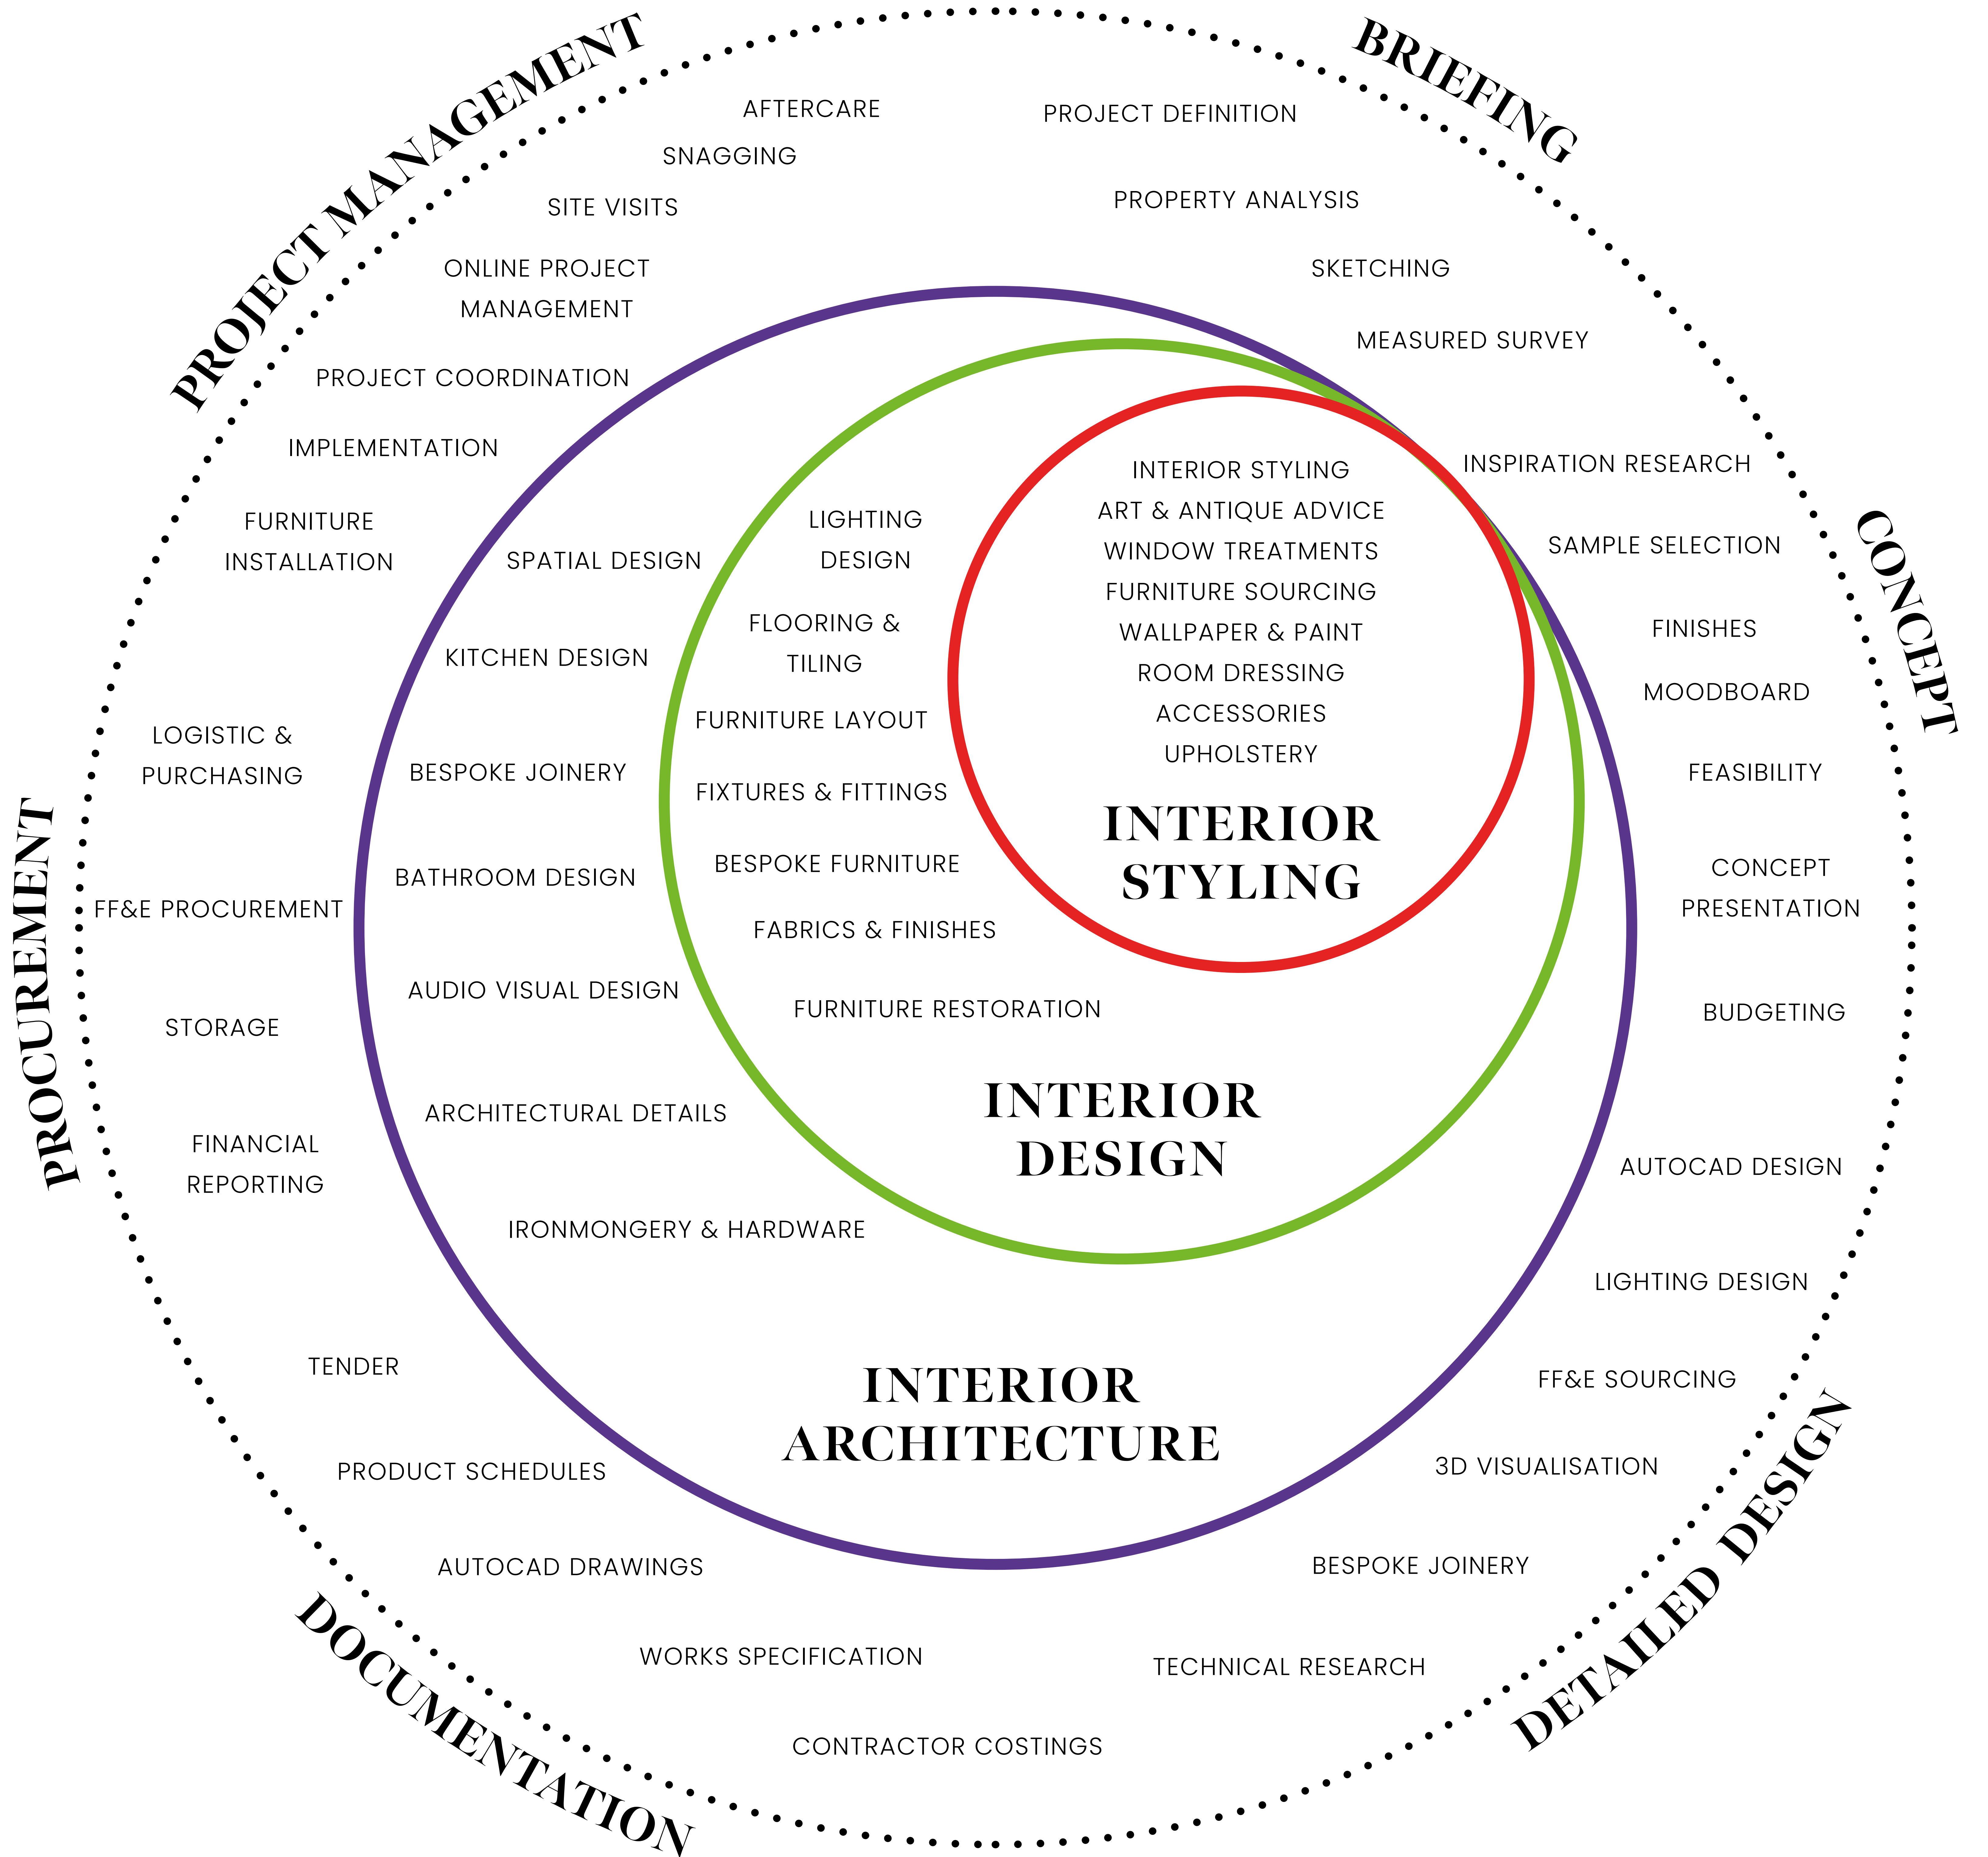 PROJECT MANAGEMENT
BRIEFING
CONCEPT
DETAILED DESIGN
DOCUMENTATION
PROCUREMENT
AFTERCARE
SNAGGING
SITE VISITS
ONLINE PROJECT
MANAGEMENT
PROJECT COORDINATION
IMPLEMENTATION
FURNITURE
INSTALLATION
PROJECT DEFINITION
PROPERTY ANALYSIS
SKETCHING
MEASURED SURVEY
INSPIRATION RESEARCH
SAMPLE SELECTION
FINISHES
MOODBOARD
FEASIBILITY
CONCEPT
PRESENTATION
BUDGETING
AUTOCAD DESIGN
LIGHTING DESIGN
FF&E SOURCING
3D VISUALISATION
BESPOKE JOINERY
TECHNICAL RESEARCH
CONTRACTOR COSTINGS
WORKS SPECIFICATION
AUTOCAD DRAWINGS
PRODUCT SCHEDULES
TENDER
FINANCIAL
REPORTING
STORAGE
FF&E PROCUREMENT
LOGISTIC &
PURCHASING
SPATIAL DESIGN
KITCHEN DESIGN
BESPOKE JOINERY
BATHROOM DESIGN
AUDIO VISUAL DESIGN
ARCHITECTURAL DETAILS
IRONMONGERY & HARDWARE
INTERIOR
ARCHITECTURE
LIGHTING
DESIGN
FLOORING &
TILING
FURNITURE LAYOUT
FIXTURES & FITTINGS
BESPOKE FURNITURE
FABRICS & FINISHES
FURNITURE RESTORATION
INTERIOR
DESIGN
INTERIOR STYLING
ART & ANTIQUE ADVICE
WINDOW TREATMENTS
FURNITURE SOURCING
WALLPAPER & PAINT
ROOM DRESSING
ACCESSORIES
UPHOLSTERY
INTERIOR
STYLING